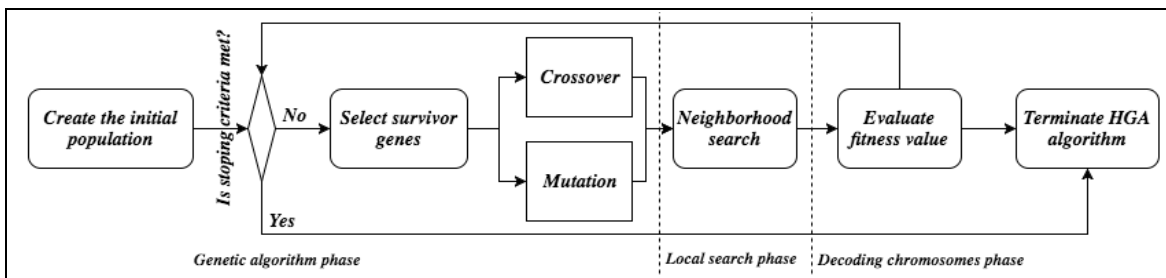 Is stoping criteria met?
Create the initial
population
No
Select survivor
genes
Crossover
Mutation
Neighborhood
search
Evaluate
fitness value
Terminate HGA
algorithm
Yes
Genetic algorithm phase
Local search phase
Decoding chromosomes phase